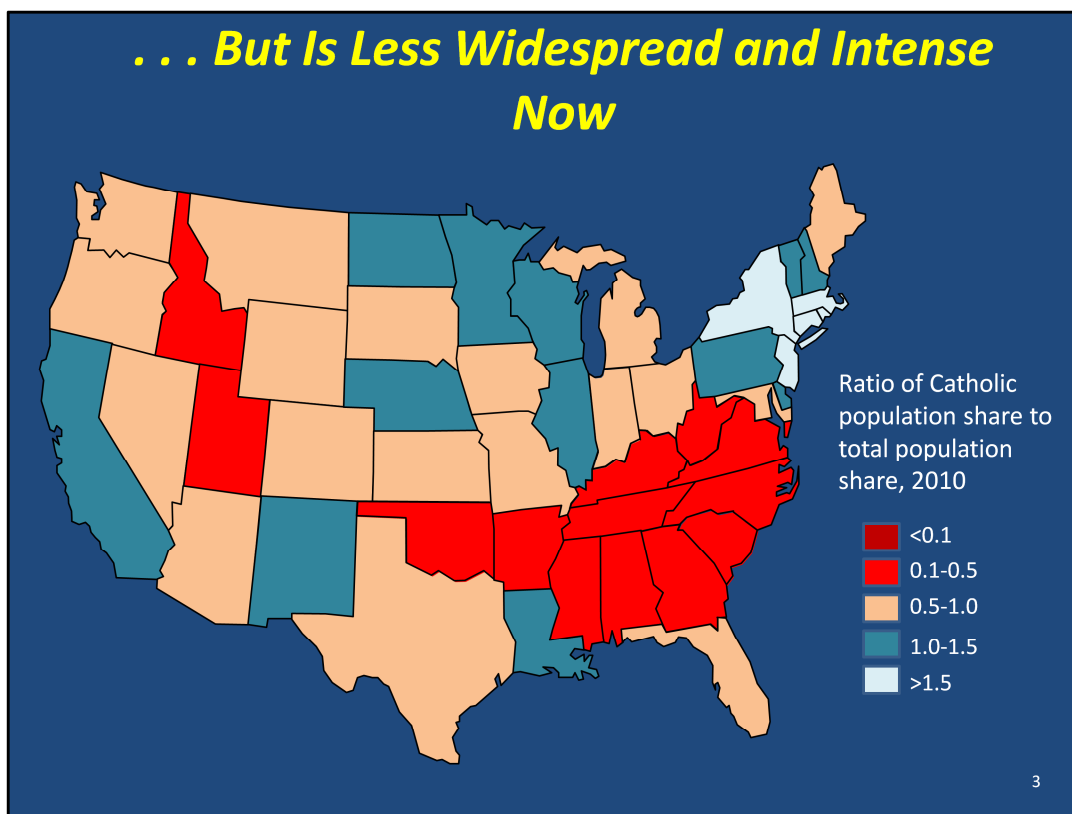 . . . But Is Less Widespread and Intense
Now
Ratio of Catholic
population share to
total population
share, 2010
<0.1
0.1-0.5
0.5-1.0
1.0-1.5
>1.5
3